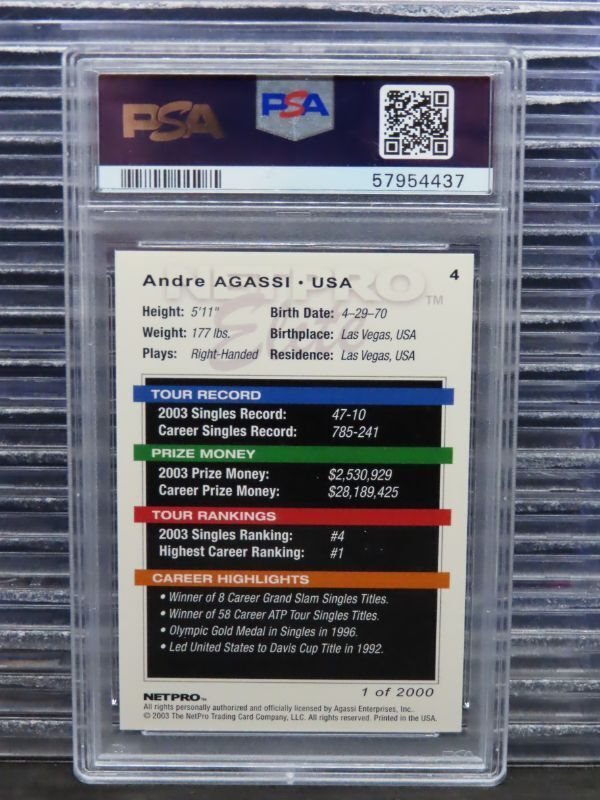 PSA PSA
57954437
NETPRO
Elite
TM
Andre AGASSI • USA 4
Height: 5'11" Birth Date: 4-29-70
Weight: 177 lbs. Birthplace: Las Vegas, USA
Plays: Right-Handed Residence: Las Vegas, USA
TOUR RECORD
2003 Singles Record: 47-10
Career Singles Record: 785-241
PRIZE MONEY
2003 Prize Money: $2,530,929
Career Prize Money: $28,189,425
TOUR RANKINGS
2003 Singles Ranking: #4
Highest Career Ranking: #1
CAREER HIGHLIGHTS
• Winner of 8 Career Grand Slam Singles Titles.
• Winner of 58 Career ATP Tour Singles Titles.
• Olympic Gold Medal in Singles in 1996.
• Led United States to Davis Cup Title in 1992.
1 of 2000
NETPRO™
All rights personally authorized and officially licensed by Agassi Enterprises, Inc..
© 2003 The NetPro Trading Card Company, LLC. All rights reserved. Printed in the USA.